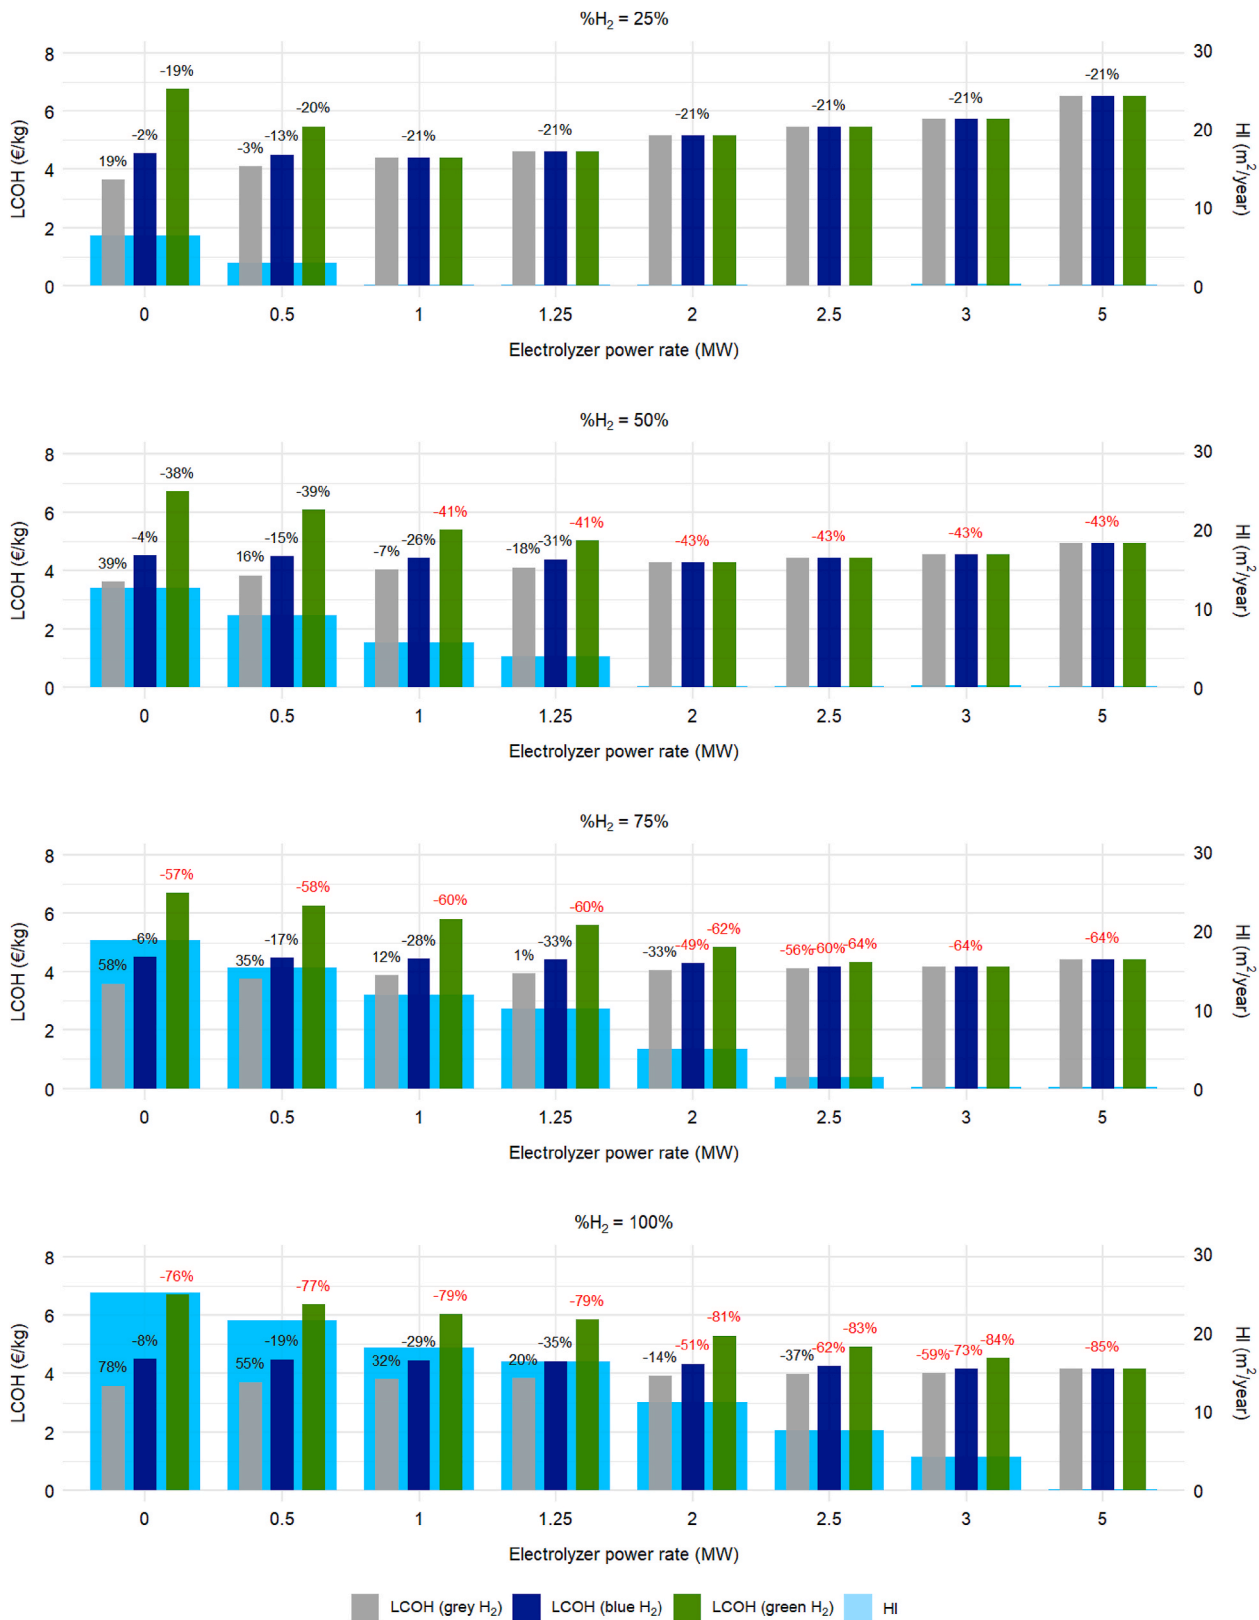 %H₂ = 25%
8 6 4 2 0
LCOH (€/kg)
30 20 10 0
HI (m²/year)
19% -2% -19% -3% -13% -20% -21% -21% -21% -21% -21% -21%
0 0.5 1 1.25 2 2.5 3 5
Electrolyzer power rate (MW)
%H₂ = 50%
8 6 4 2 0
LCOH (€/kg)
30 20 10 0
HI (m²/year)
39% -4% -38% 16% -15% -39% -7% -26% -41% -18% -31% -41% -43% -43% -43% -43%
0 0.5 1 1.25 2 2.5 3 5
Electrolyzer power rate (MW)
%H₂ = 75%
8 6 4 2 0
LCOH (€/kg)
30 20 10 0
HI (m²/year)
58% -6% -57% 35% -17% -58% 12% -28% -60% 1% -33% -60% -33% -49% -62% -56% -60% -64% -64% -64%
0 0.5 1 1.25 2 2.5 3 5
Electrolyzer power rate (MW)
%H₂ = 100%
8 6 4 2 0
LCOH (€/kg)
30 20 10 0
HI (m²/year)
78% -8% -76% 55% -19% -77% 32% -29% -79% 20% -35% -79% -14% -51% -81% -37% -62% -83% -59% -73% -84% -85%
0 0.5 1 1.25 2 2.5 3 5
Electrolyzer power rate (MW)
LCOH (grey H₂) LCOH (blue H₂) LCOH (green H₂) HI